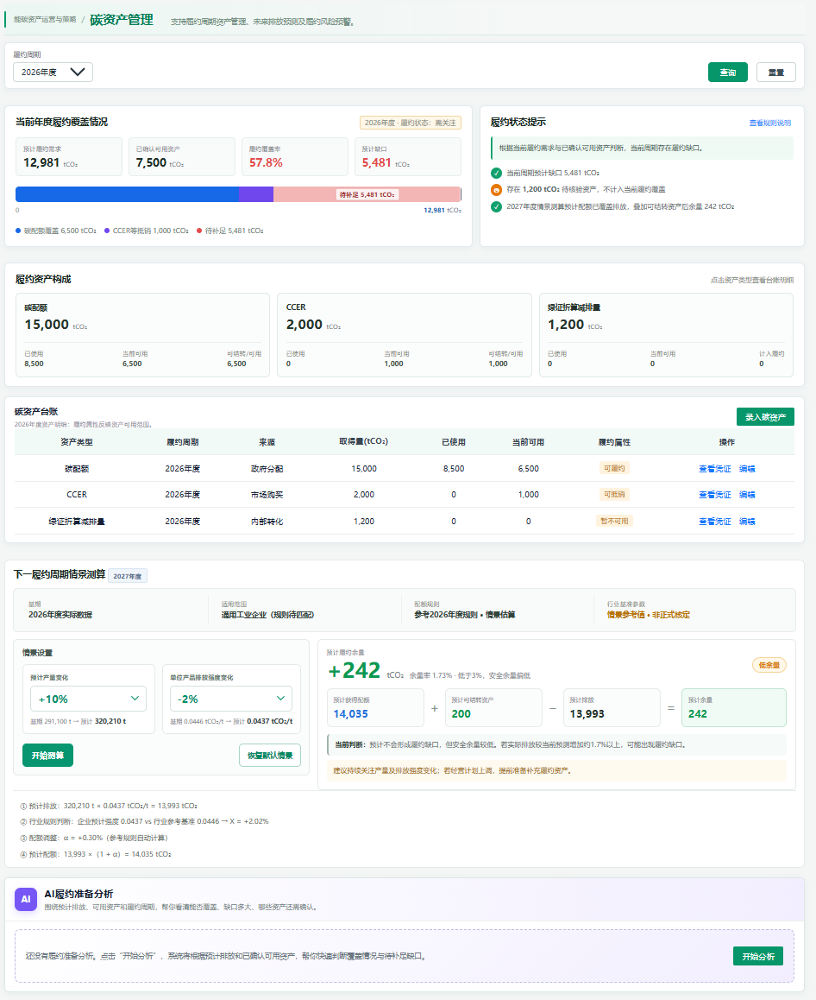 能碳资产运营与策略 / 碳资产管理 支持履约周期资产管理、未来排放预测及履约风险预警。
履约周期
2026年度
查询 重置
当前年度履约覆盖情况 2026年度 · 履约状态：需关注
预计履约需求 已确认可用资产 履约覆盖率 预计缺口
12,981 tCO₂ 7,500 tCO₂ 57.8% 5,481 tCO₂
待补足 5,481 tCO₂
0 12,981 tCO₂
碳配额覆盖 6,500 tCO₂ CCER等抵销 1,000 tCO₂ 待补足 5,481 tCO₂
履约状态提示 查看规则说明
根据当前履约需求与已确认可用资产判断，当前周期存在履约缺口。
当前周期预计缺口 5,481 tCO₂
存在 1,200 tCO₂ 待核验资产，不计入当前履约覆盖
2027年度情景测算预计配额已覆盖排放，叠加可结转资产后余量 242 tCO₂
履约资产构成 点击资产类型查看台账明细
碳配额
15,000 tCO₂
已使用 当前可用 可结转/可用
8,500 6,500 6,500
CCER
2,000 tCO₂
已使用 当前可用 可结转/可用
0 1,000 1,000
绿证折算减排量
1,200 tCO₂
已使用 当前可用 计入履约
0 0 0
碳资产台账
2026年度资产明细：履约属性反映资产可用范围。
录入碳资产
资产类型 履约周期 来源 取得量(tCO₂) 已使用 当前可用 履约属性 操作
碳配额 2026年度 政府分配 15,000 8,500 6,500 可履约 查看凭证 编辑
CCER 2026年度 市场购买 2,000 0 1,000 可抵销 查看凭证 编辑
绿证折算减排量 2026年度 内部转化 1,200 0 0 暂不可用 查看凭证 编辑
下一履约周期情景测算 2027年度
基期 适用范围 配额规则 行业基准参数
2026年度实际数据 通用工业企业（规则待匹配） 参考2026年度规则 • 情景估算 情景参考值 • 非正式核定
情景设置
预计产量变化 单位产品排放强度变化
+10% -2%
基期 291,100 t → 预计 320,210 t 基期 0.0446 tCO₂/t → 预计 0.0437 tCO₂/t
开始测算 恢复默认情景
预计履约余量
+242 tCO₂ 余量率 1.73% · 低于3%，安全余量偏低 低余量
预计获得配额 预计可结转资产 预计排放 预计余量
14,035 + 200 − 13,993 = 242
当前判断：预计不会形成履约缺口，但安全余量较低。若实际排放较当前预测增加约1.7%以上，可能出现履约缺口。
建议持续关注产量及排放强度变化；若经营计划上调，提前准备补充履约资产。
① 预计排放：320,210 t × 0.0437 tCO₂/t = 13,993 tCO₂
② 行业规则判断：企业预计强度 0.0437 vs 行业参考基准 0.0446 → X = +2.02%
③ 配额调整：α = +0.30%（参考规则自动计算）
④ 预计配额：13,993 ×（1 + α）= 14,035 tCO₂
AI AI履约准备分析
围绕预计排放、可用资产和履约周期，帮你看清能否覆盖、缺口多大、哪些资产还需确认。
还没有履约准备分析。点击“开始分析”，系统将根据预计排放和已确认可用资产，帮你快速判断覆盖情况与待补足缺口。
开始分析